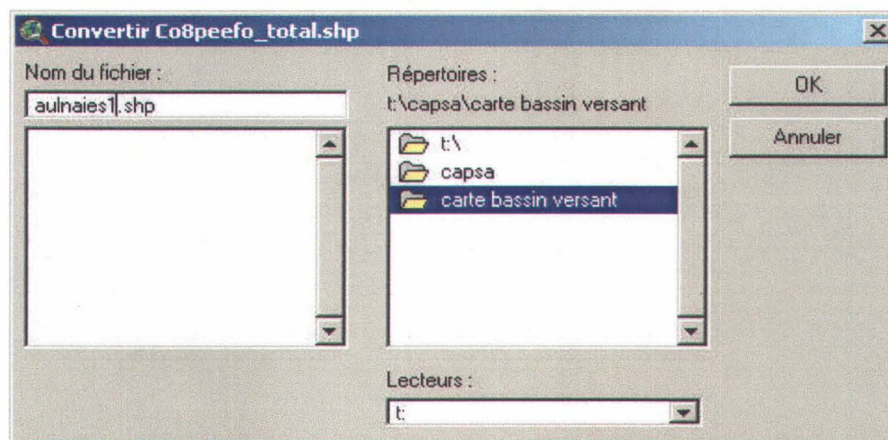 Convertir Co8peefo_total.shp
Nom du fichier :
aulnaies1.shp
Répertoires :
t:\capsa\carte bassin versant
t:\
capsa
carte bassin versant
OK
Annuler
Lecteurs :
t: